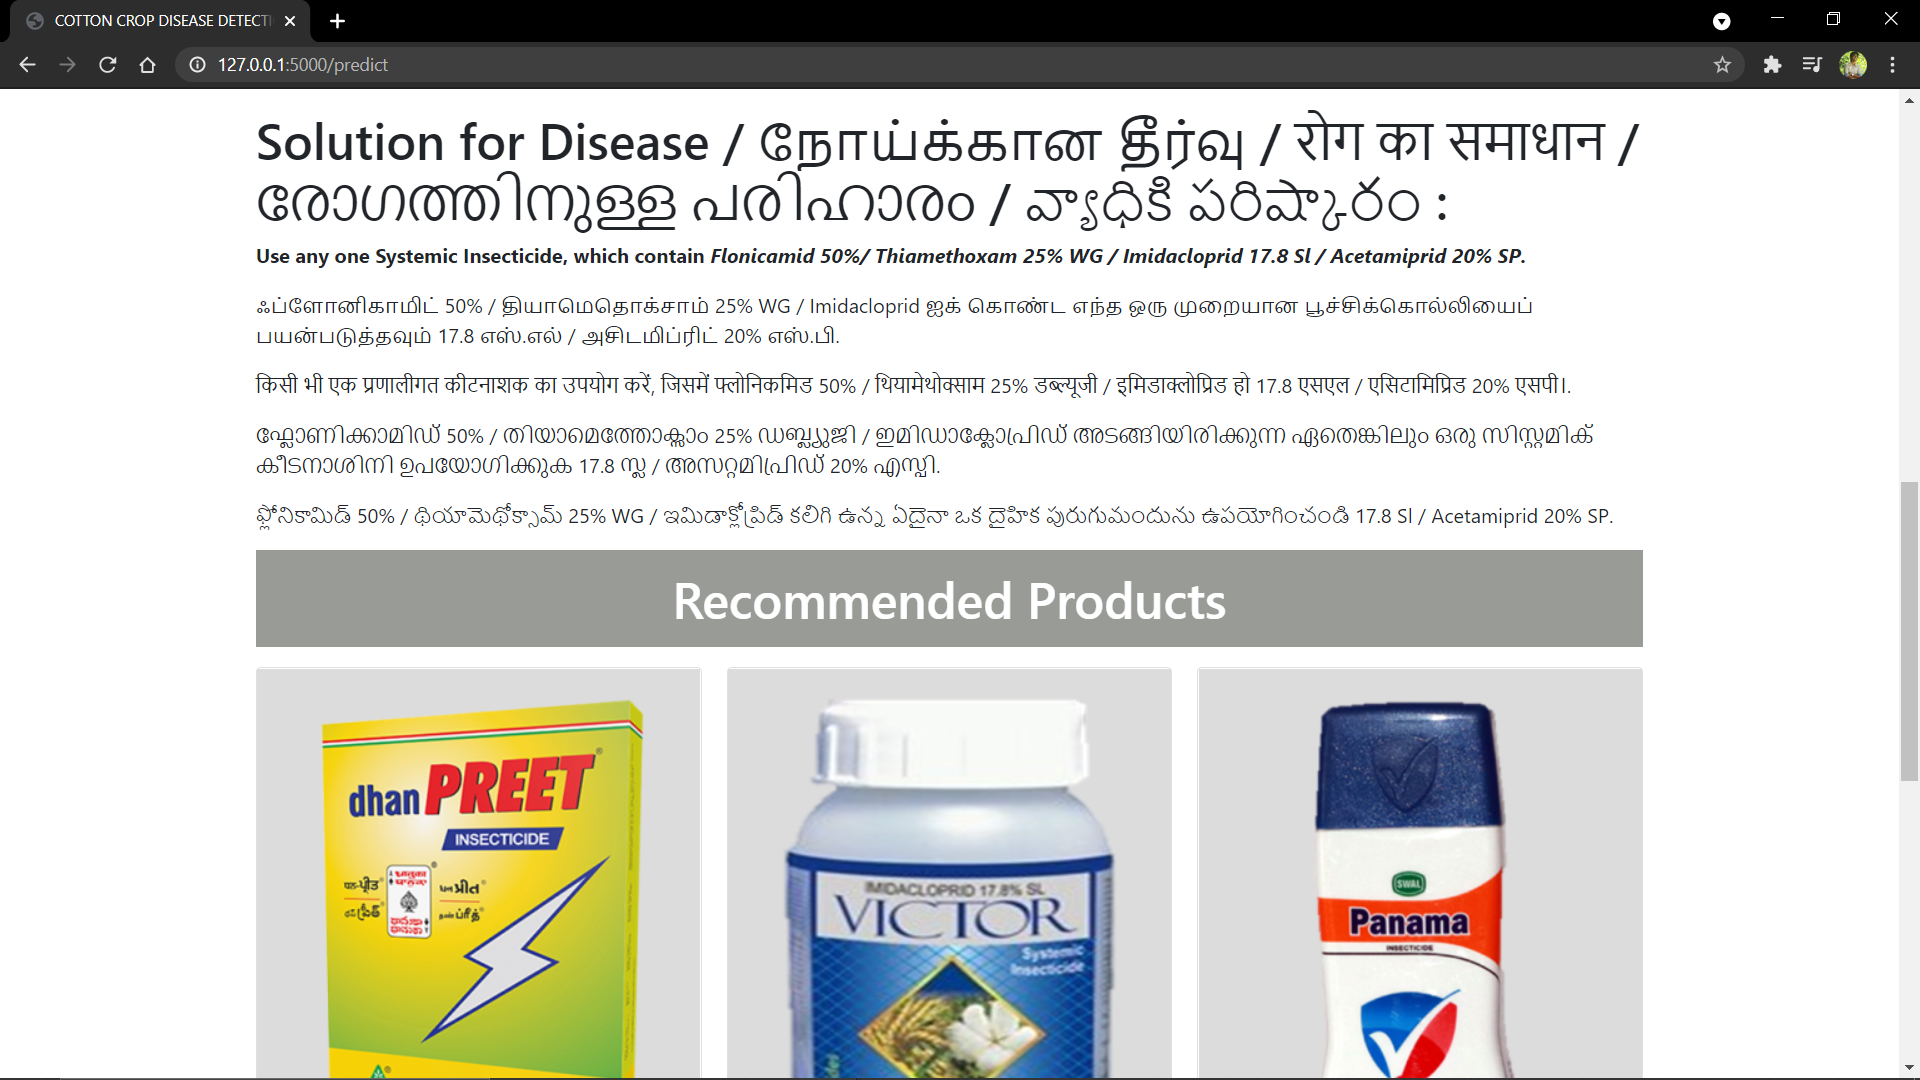 COTTON CROP DISEASE DETECTI
127.0.0.1:5000/predict
Solution for Disease / நோய்க்கான தீர்வு / रोग का समाधान /
രോഗത്തിനുള്ള പരിഹാരം / వ్యాధికి పరిష్కారం :
Use any one Systemic Insecticide, which contain Flonicamid 50%/ Thiamethoxam 25% WG / Imidacloprid 17.8 Sl / Acetamiprid 20% SP.
ஃப்ளோனிகாமிட் 50% / தியாமெதொக்சாம் 25% WG / Imidacloprid ஐக் கொண்ட எந்த ஒரு முறையான பூச்சிக்கொல்லியைப்
பயன்படுத்தவும் 17.8 எஸ்.எல் / அசிடமிப்ரிட் 20% எஸ்.பி.
किसी भी एक प्रणालीगत कीटनाशक का उपयोग करें, जिसमें फ्लोनिकमिड 50% / थियामेथोक्साम 25% डब्ल्यूजी / इमिडाक्लोप्रिड हो 17.8 एसएल / एसिटामिप्रिड 20% एसपी।.
ഫ്ലോണിക്കാമിഡ് 50% / തിയാമെത്തോക്സാം 25% ഡബ്ല്യുജി / ഇമിഡാക്ലോപ്രിഡ് അടങ്ങിയിരിക്കുന്ന ഏതെങ്കിലും ഒരു സിസ്റ്റമിക്
കീടനാശിനി ഉപയോഗിക്കുക 17.8 സ്ല / അസറ്റമിപ്രിഡ് 20% എസ്പി.
ఫ్లోనికామిడ్ 50% / థియామెథోక్సామ్ 25% WG / ఇమిడాక్లోప్రిడ్ కలిగి ఉన్న ఏదైనా ఒక దైహిక పురుగుమందును ఉపయోగించండి 17.8 Sl / Acetamiprid 20% SP.
Recommended Products
dhan PREET
INSECTICIDE
धन-प्रीत
ધન પ્રીત
IMIDACLOPRID 17.8% SL
VICTOR
Systemic
Insecticide
SWAL
Panama
INSECTICIDE